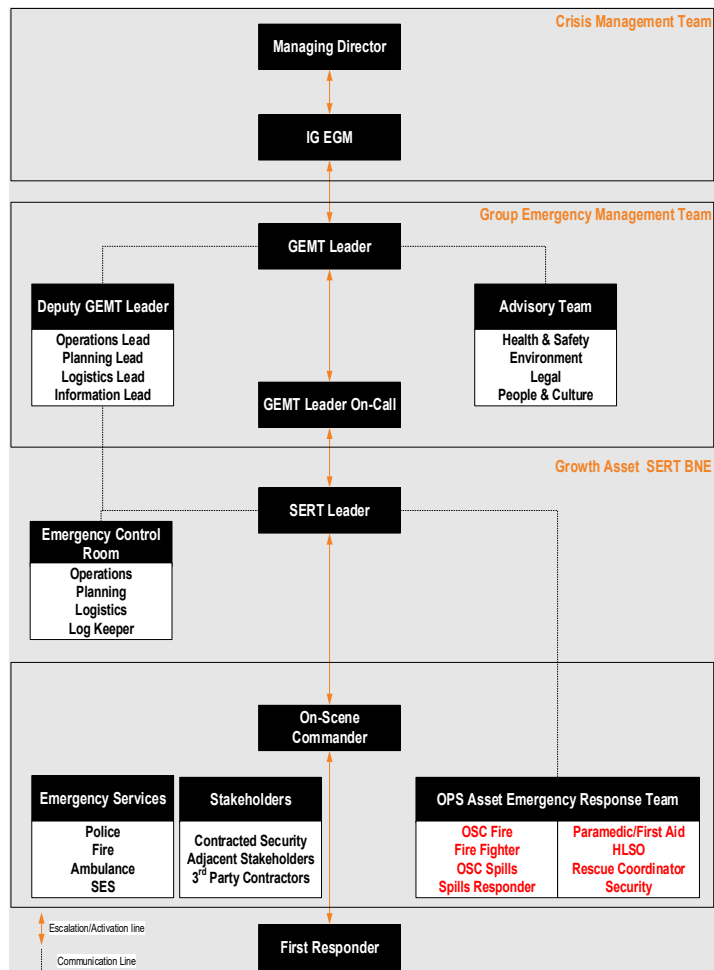 Crisis Management Team
Managing Director
IG EGM
Group Emergency Management Team
GEMT Leader
Deputy GEMT Leader
Operations Lead
Planning Lead
Logistics Lead
Information Lead
Advisory Team
Health & Safety
Environment
Legal
People & Culture
GEMT Leader On-Call
Growth Asset SERT BNE
SERT Leader
Emergency Control
Room
Operations
Planning
Logistics
Log Keeper
On-Scene
Commander
Emergency Services
Police
Fire
Ambulance
SES
Stakeholders
Contracted Security
Adjacent Stakeholders
3rd Party Contractors
OPS Asset Emergency Response Team
OSC Fire
Fire Fighter
OSC Spills
Spills Responder
Paramedic/First Aid
HLSO
Rescue Coordinator
Security
Escalation/Activation line
Communication Line
First Responder